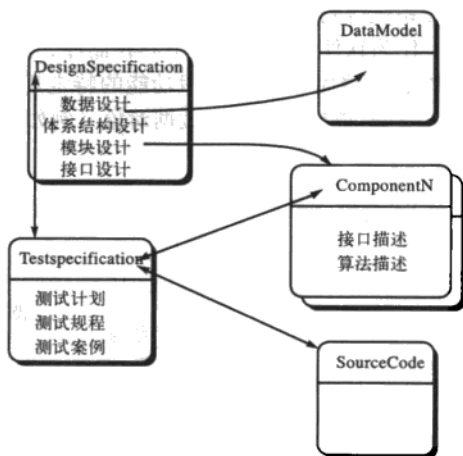 DataModel
DesignSpecification
数据设计
体系结构设计
模块设计
接口设计
ComponentN
接口描述
算法描述
Testspecification
测试计划
测试规程
测试案例
SourceCode